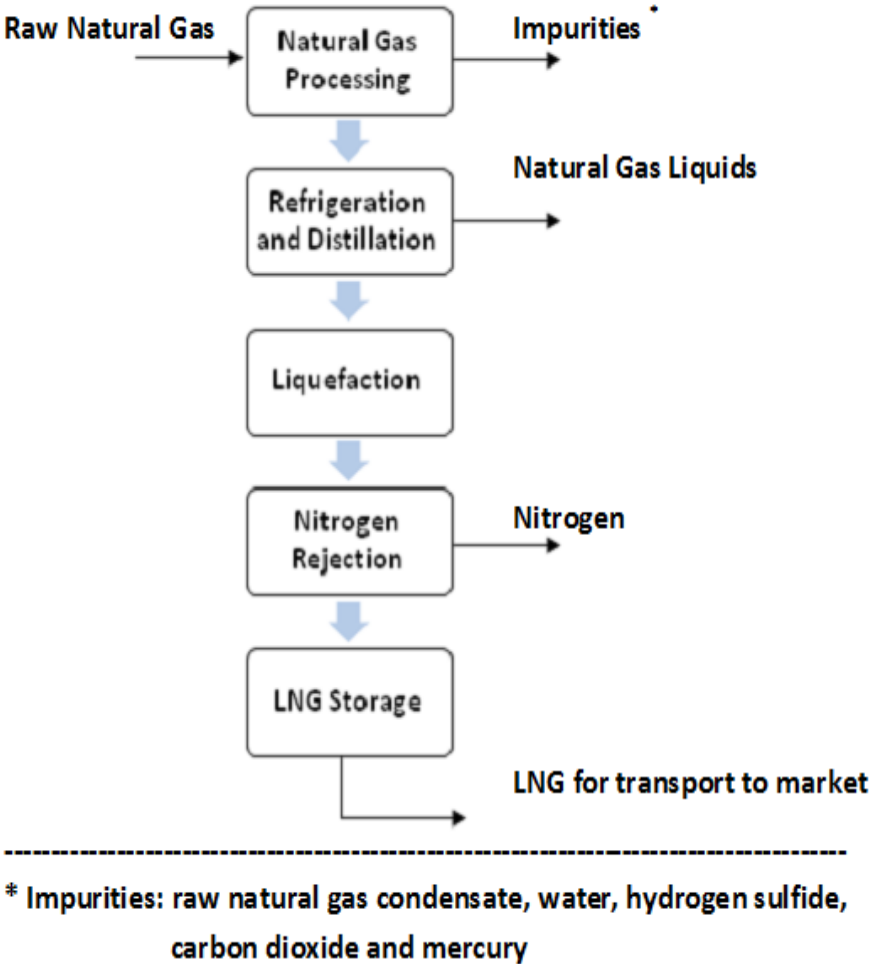 Raw Natural Gas
Natural Gas
Processing
Impurities *
Refrigeration
and Distillation
Natural Gas Liquids
Liquefaction
Nitrogen
Rejection
Nitrogen
LNG Storage
LNG for transport to market
* Impurities: raw natural gas condensate, water, hydrogen sulfide,
carbon dioxide and mercury